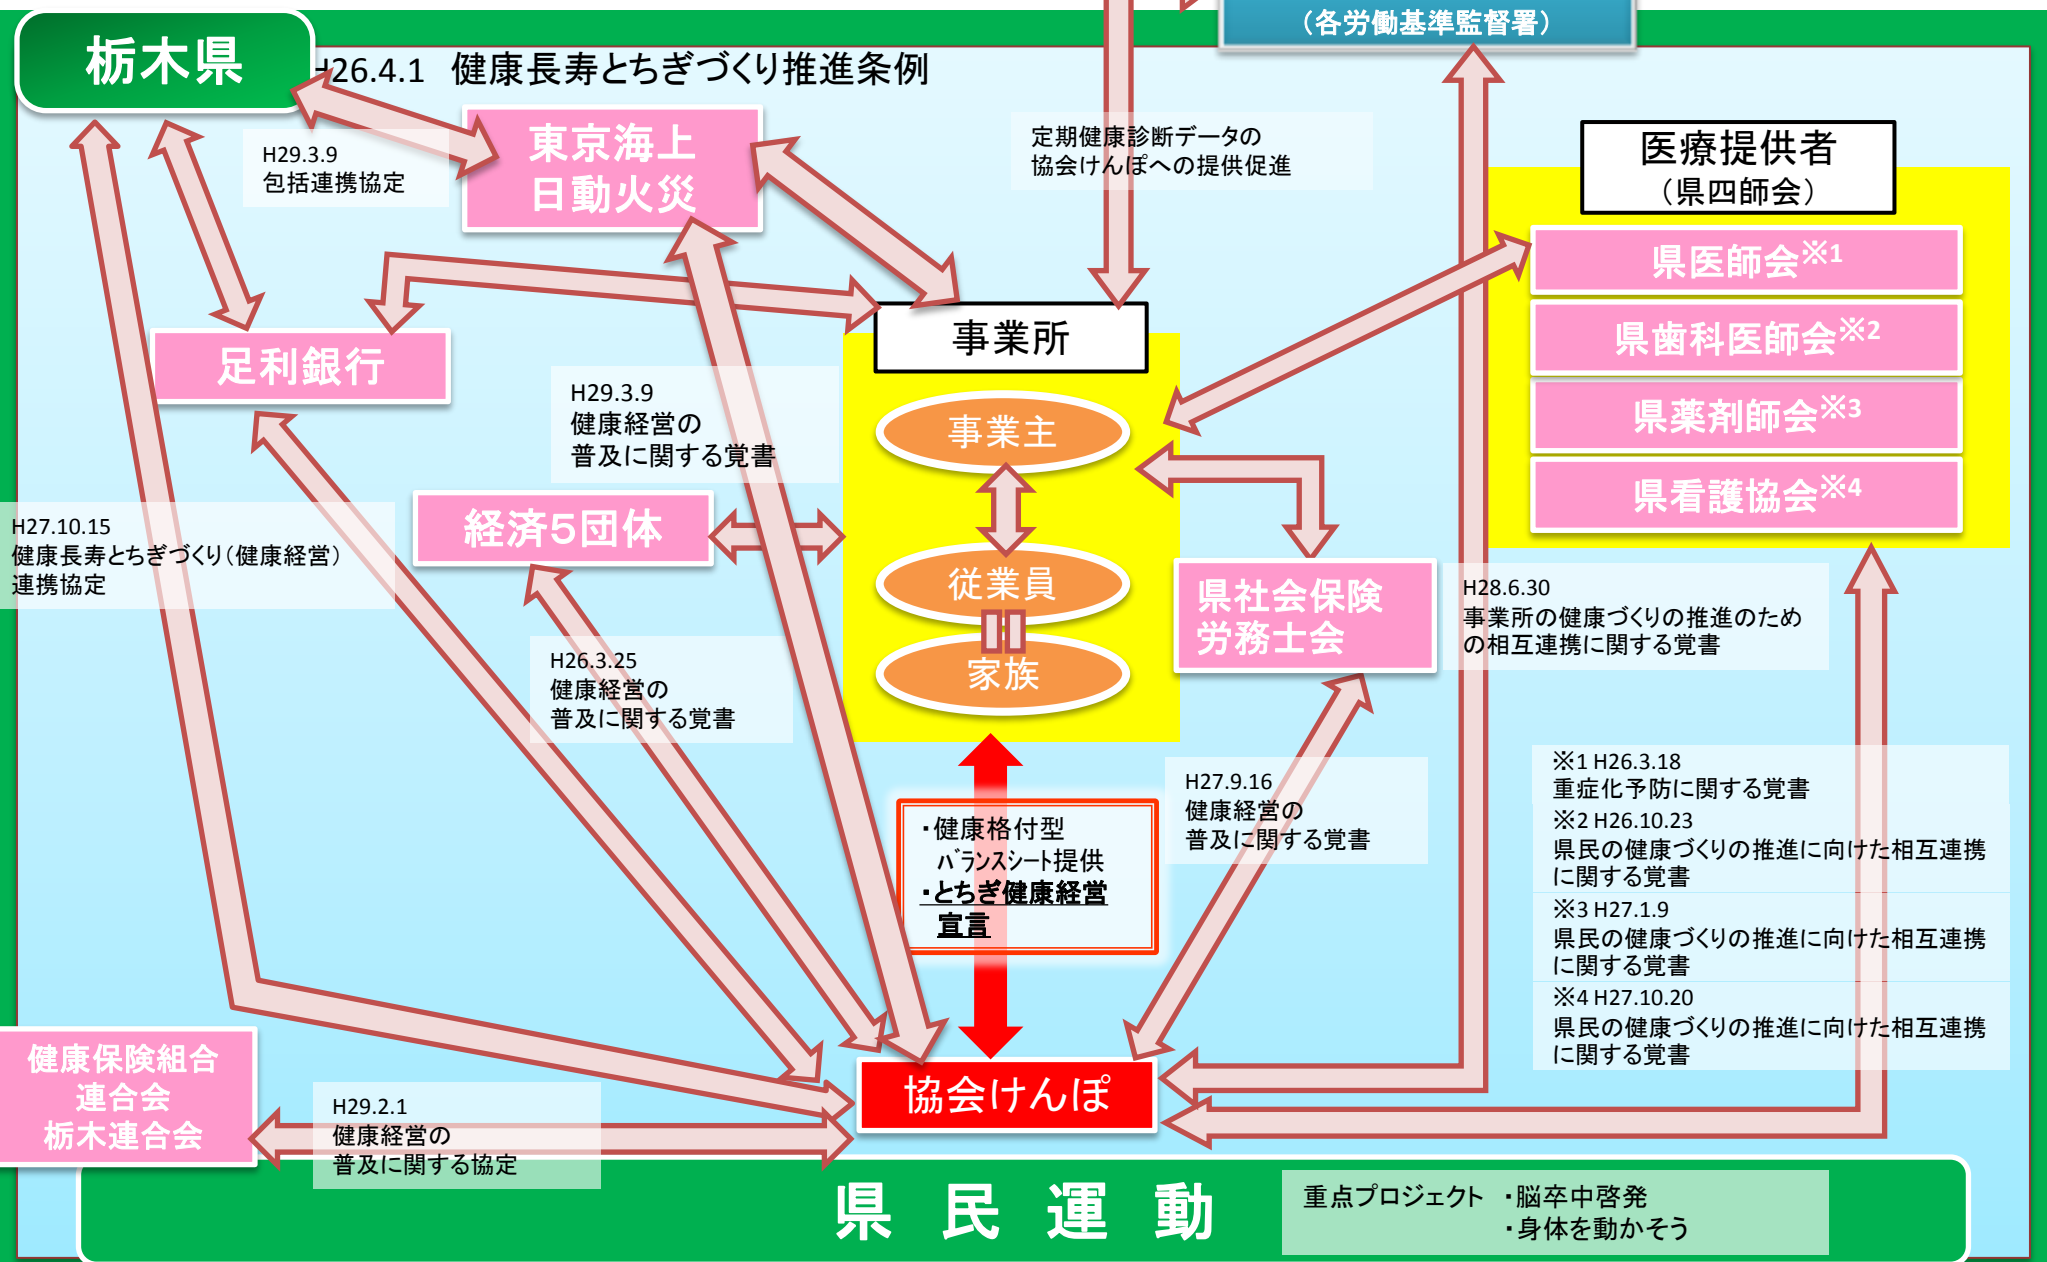 (各労働基準監督署)
栃木県
H26.4.1 健康長寿とちぎづくり推進条例
H29.3.9
包括連携協定
東京海上
日動火災
定期健康診断データの
協会けんぽへの提供促進
医療提供者
(県四師会)
県医師会※1
県歯科医師会※2
県薬剤師会※3
県看護協会※4
足利銀行
事業所
事業主
従業員
家族
H29.3.9
健康経営の
普及に関する覚書
経済5団体
H27.10.15
健康長寿とちぎづくり(健康経営)
連携協定
県社会保険
労務士会
H28.6.30
事業所の健康づくりの推進のため
の相互連携に関する覚書
H26.3.25
健康経営の
普及に関する覚書
・健康格付型
バランスシート提供
・とちぎ健康経営
宣言
H27.9.16
健康経営の
普及に関する覚書
※1 H26.3.18
重症化予防に関する覚書
※2 H26.10.23
県民の健康づくりの推進に向けた相互連携
に関する覚書
※3 H27.1.9
県民の健康づくりの推進に向けた相互連携
に関する覚書
※4 H27.10.20
県民の健康づくりの推進に向けた相互連携
に関する覚書
健康保険組合
連合会
栃木連合会
H29.2.1
健康経営の
普及に関する協定
協会けんぽ
県民運動
重点プロジェクト ・脳卒中啓発
・身体を動かそう